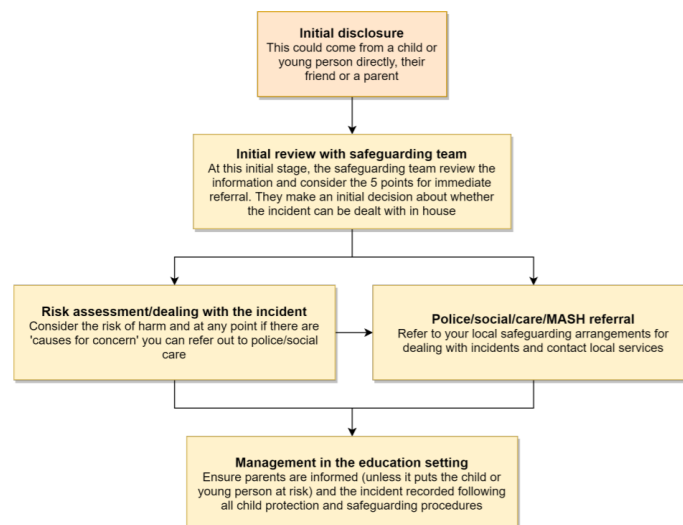 Initial disclosure
This could come from a child or
young person directly, their
friend or a parent
Initial review with safeguarding team
At this initial stage, the safeguarding team review the
information and consider the 5 points for immediate
referral. They make an initial decision about whether
the incident can be dealt with in house
Risk assessment/dealing with the incident
Consider the risk of harm and at any point if there are
'causes for concern' you can refer out to police/social
care
Police/social/care/MASH referral
Refer to your local safeguarding arrangements for
dealing with incidents and contact local services
Management in the education setting
Ensure parents are informed (unless it puts the child or
young person at risk) and the incident recorded following
all child protection and safeguarding procedures